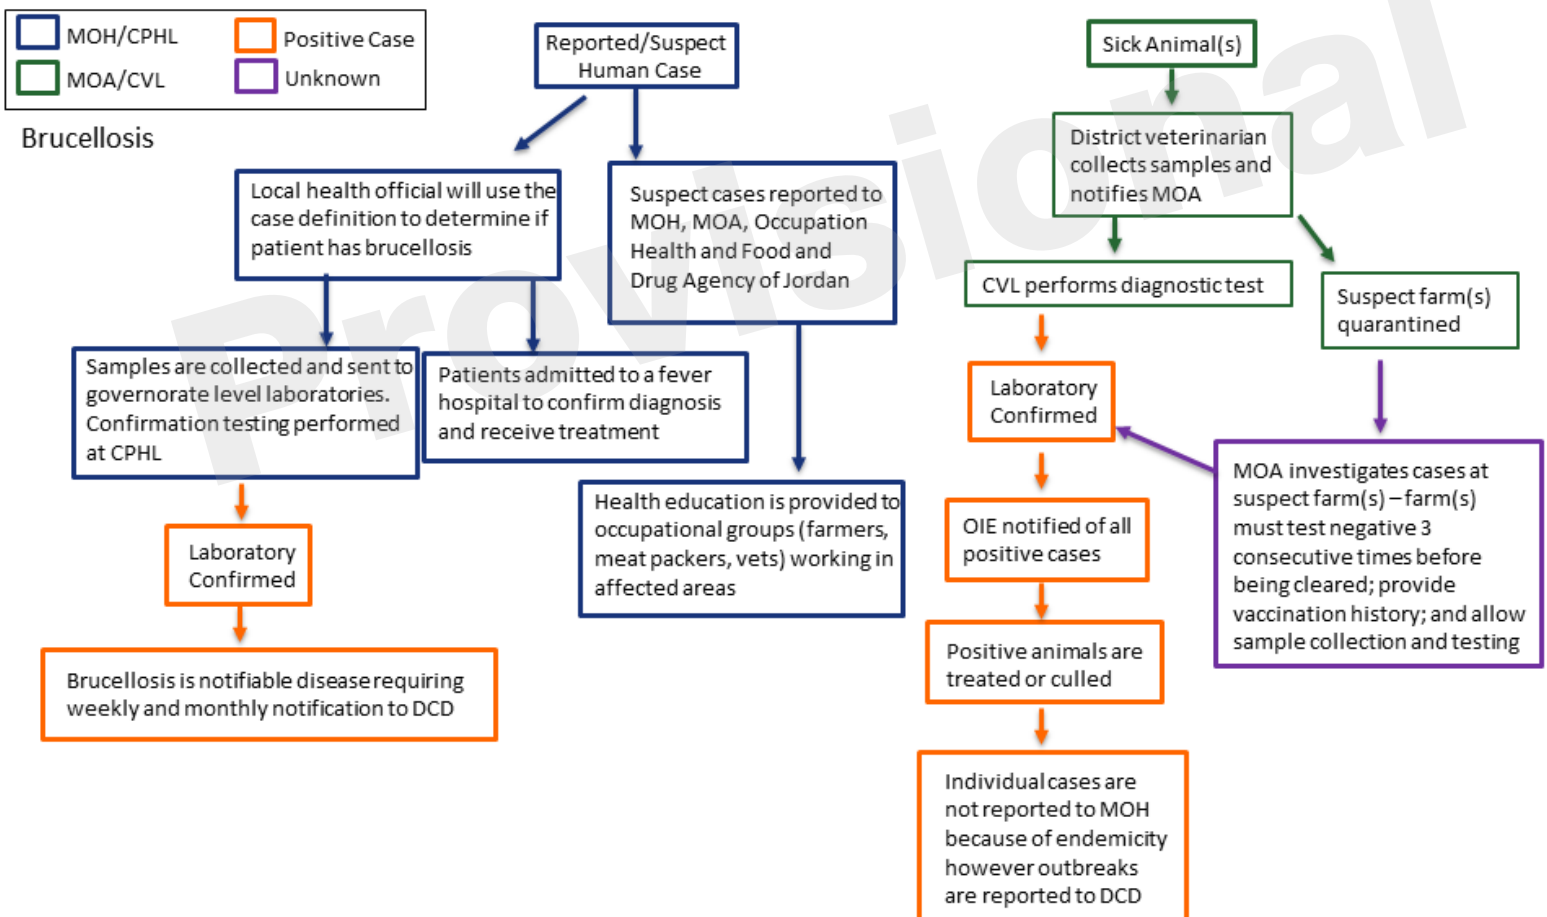 MOH/CPHL
Positive Case
MOA/CVL
Unknown
Brucellosis
Reported/Suspect
Human Case
Local health official will use the
case definition to determine if
patient has brucellosis
Suspect cases reported to
MOH, MOA, Occupation
Health and Food and
Drug Agency of Jordan
Samples are collected and sent to
governorate level laboratories.
Confirmation testing performed
at CPHL
Patients admitted to a fever
hospital to confirm diagnosis
and receive treatment
Health education is provided to
occupational groups (farmers,
meat packers, vets) working in
affected areas
Laboratory
Confirmed
Brucellosis is notifiable disease requiring
weekly and monthly notification to DCD
Sick Animal(s)
District veterinarian
collects samples and
notifies MOA
CVL performs diagnostic test
Suspect farm(s)
quarantined
Laboratory
Confirmed
MOA investigates cases at
suspect farm(s) – farm(s)
must test negative 3
consecutive times before
being cleared; provide
vaccination history; and allow
sample collection and testing
OIE notified of all
positive cases
Positive animals are
treated or culled
Individual cases are
not reported to MOH
because of endemicity
however outbreaks
are reported to DCD
Provisional